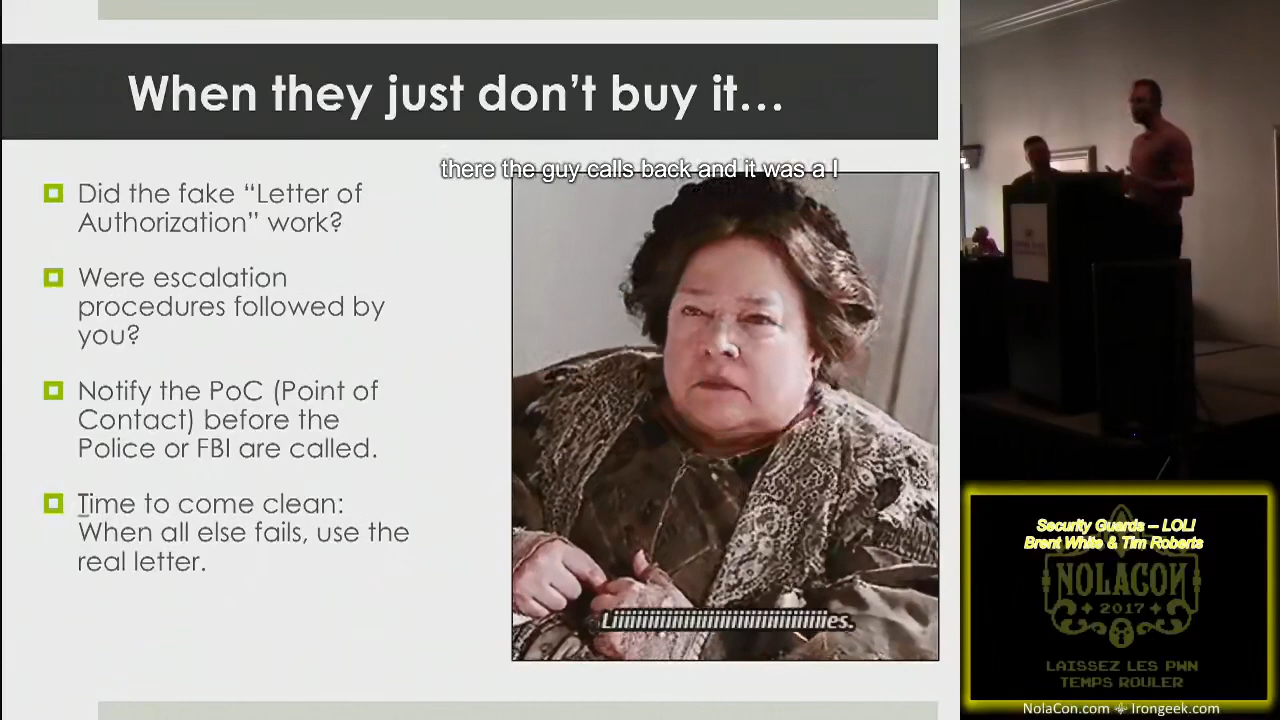 When they just don't buy it...
there the guy calls back and it was a I
Did the fake “Letter of
Authorization” work?
Were escalation
procedures followed by
you?
Notify the PoC (Point of
Contact) before the
Police or FBI are called.
Time to come clean:
When all else fails, use the
real letter.
Liiiiiiiiiiiiiiiiiiiiiiiiiiiiiiiies.
Security Guards -- LOL!
Brent White & Tim Roberts
NOLACON
2017
LAISSEZ LES PWN
TEMPS ROULER
NolaCon.com Irongeek.com